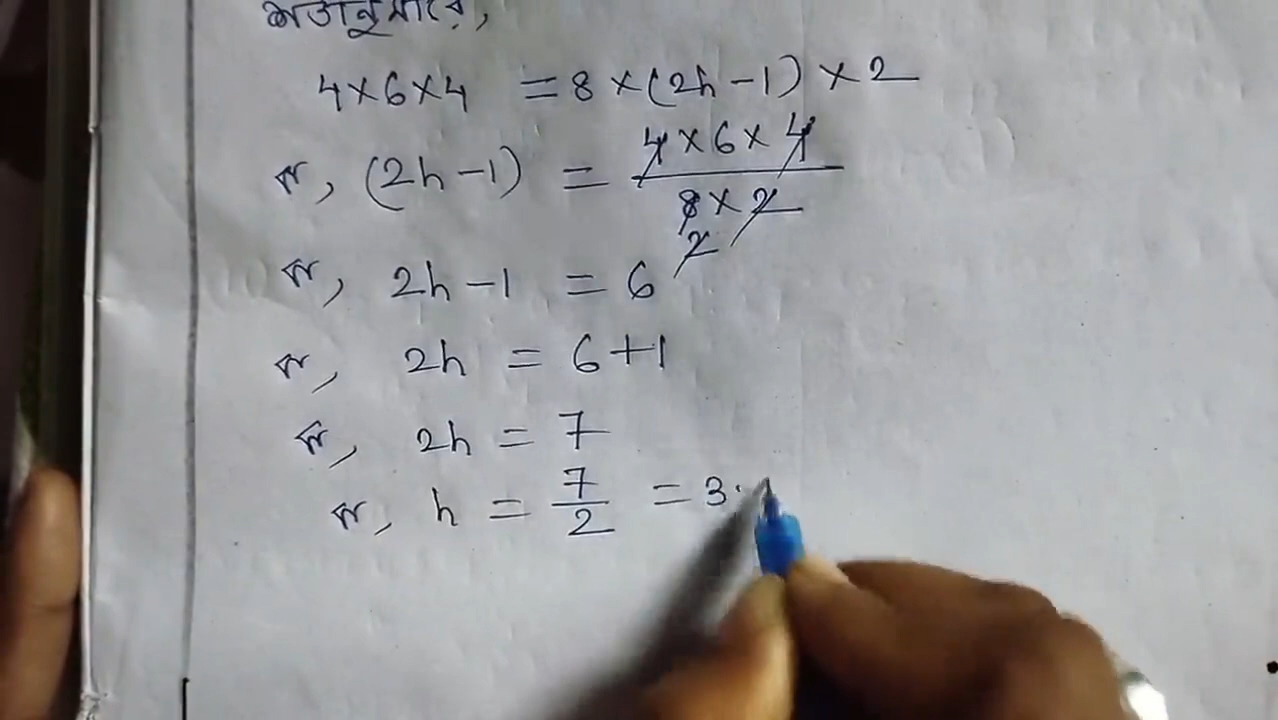 শর্তানুসারে,
4×6×4 = 8×(2h-1)×2
বা, (2h-1) = 4×6×4 / 8×2 2
বা, 2h-1 = 6
বা, 2h = 6+1
বা, 2h = 7
বা, h = 7/2 = 3.